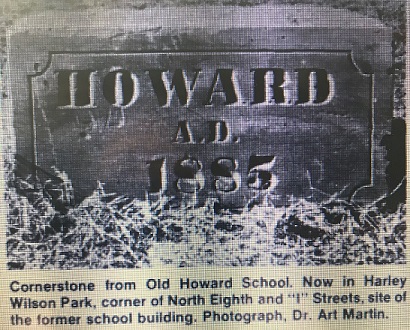 HOWARD
A.D.
1885
Cornerstone from Old Howard School. Now in Harley
Wilson Park, corner of North Eighth and "I" Streets, site of
the former school building. Photograph, Dr. Art Martin.